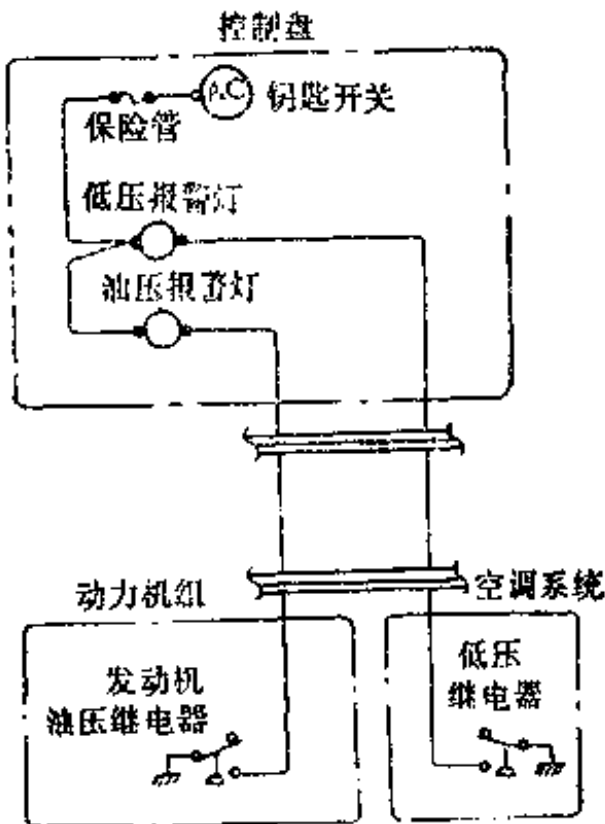 控制盘
AC 钥匙开关
保险管
低压报警灯
油压报警灯
动力机组
空调系统
发动机
油压继电器
低压
继电器